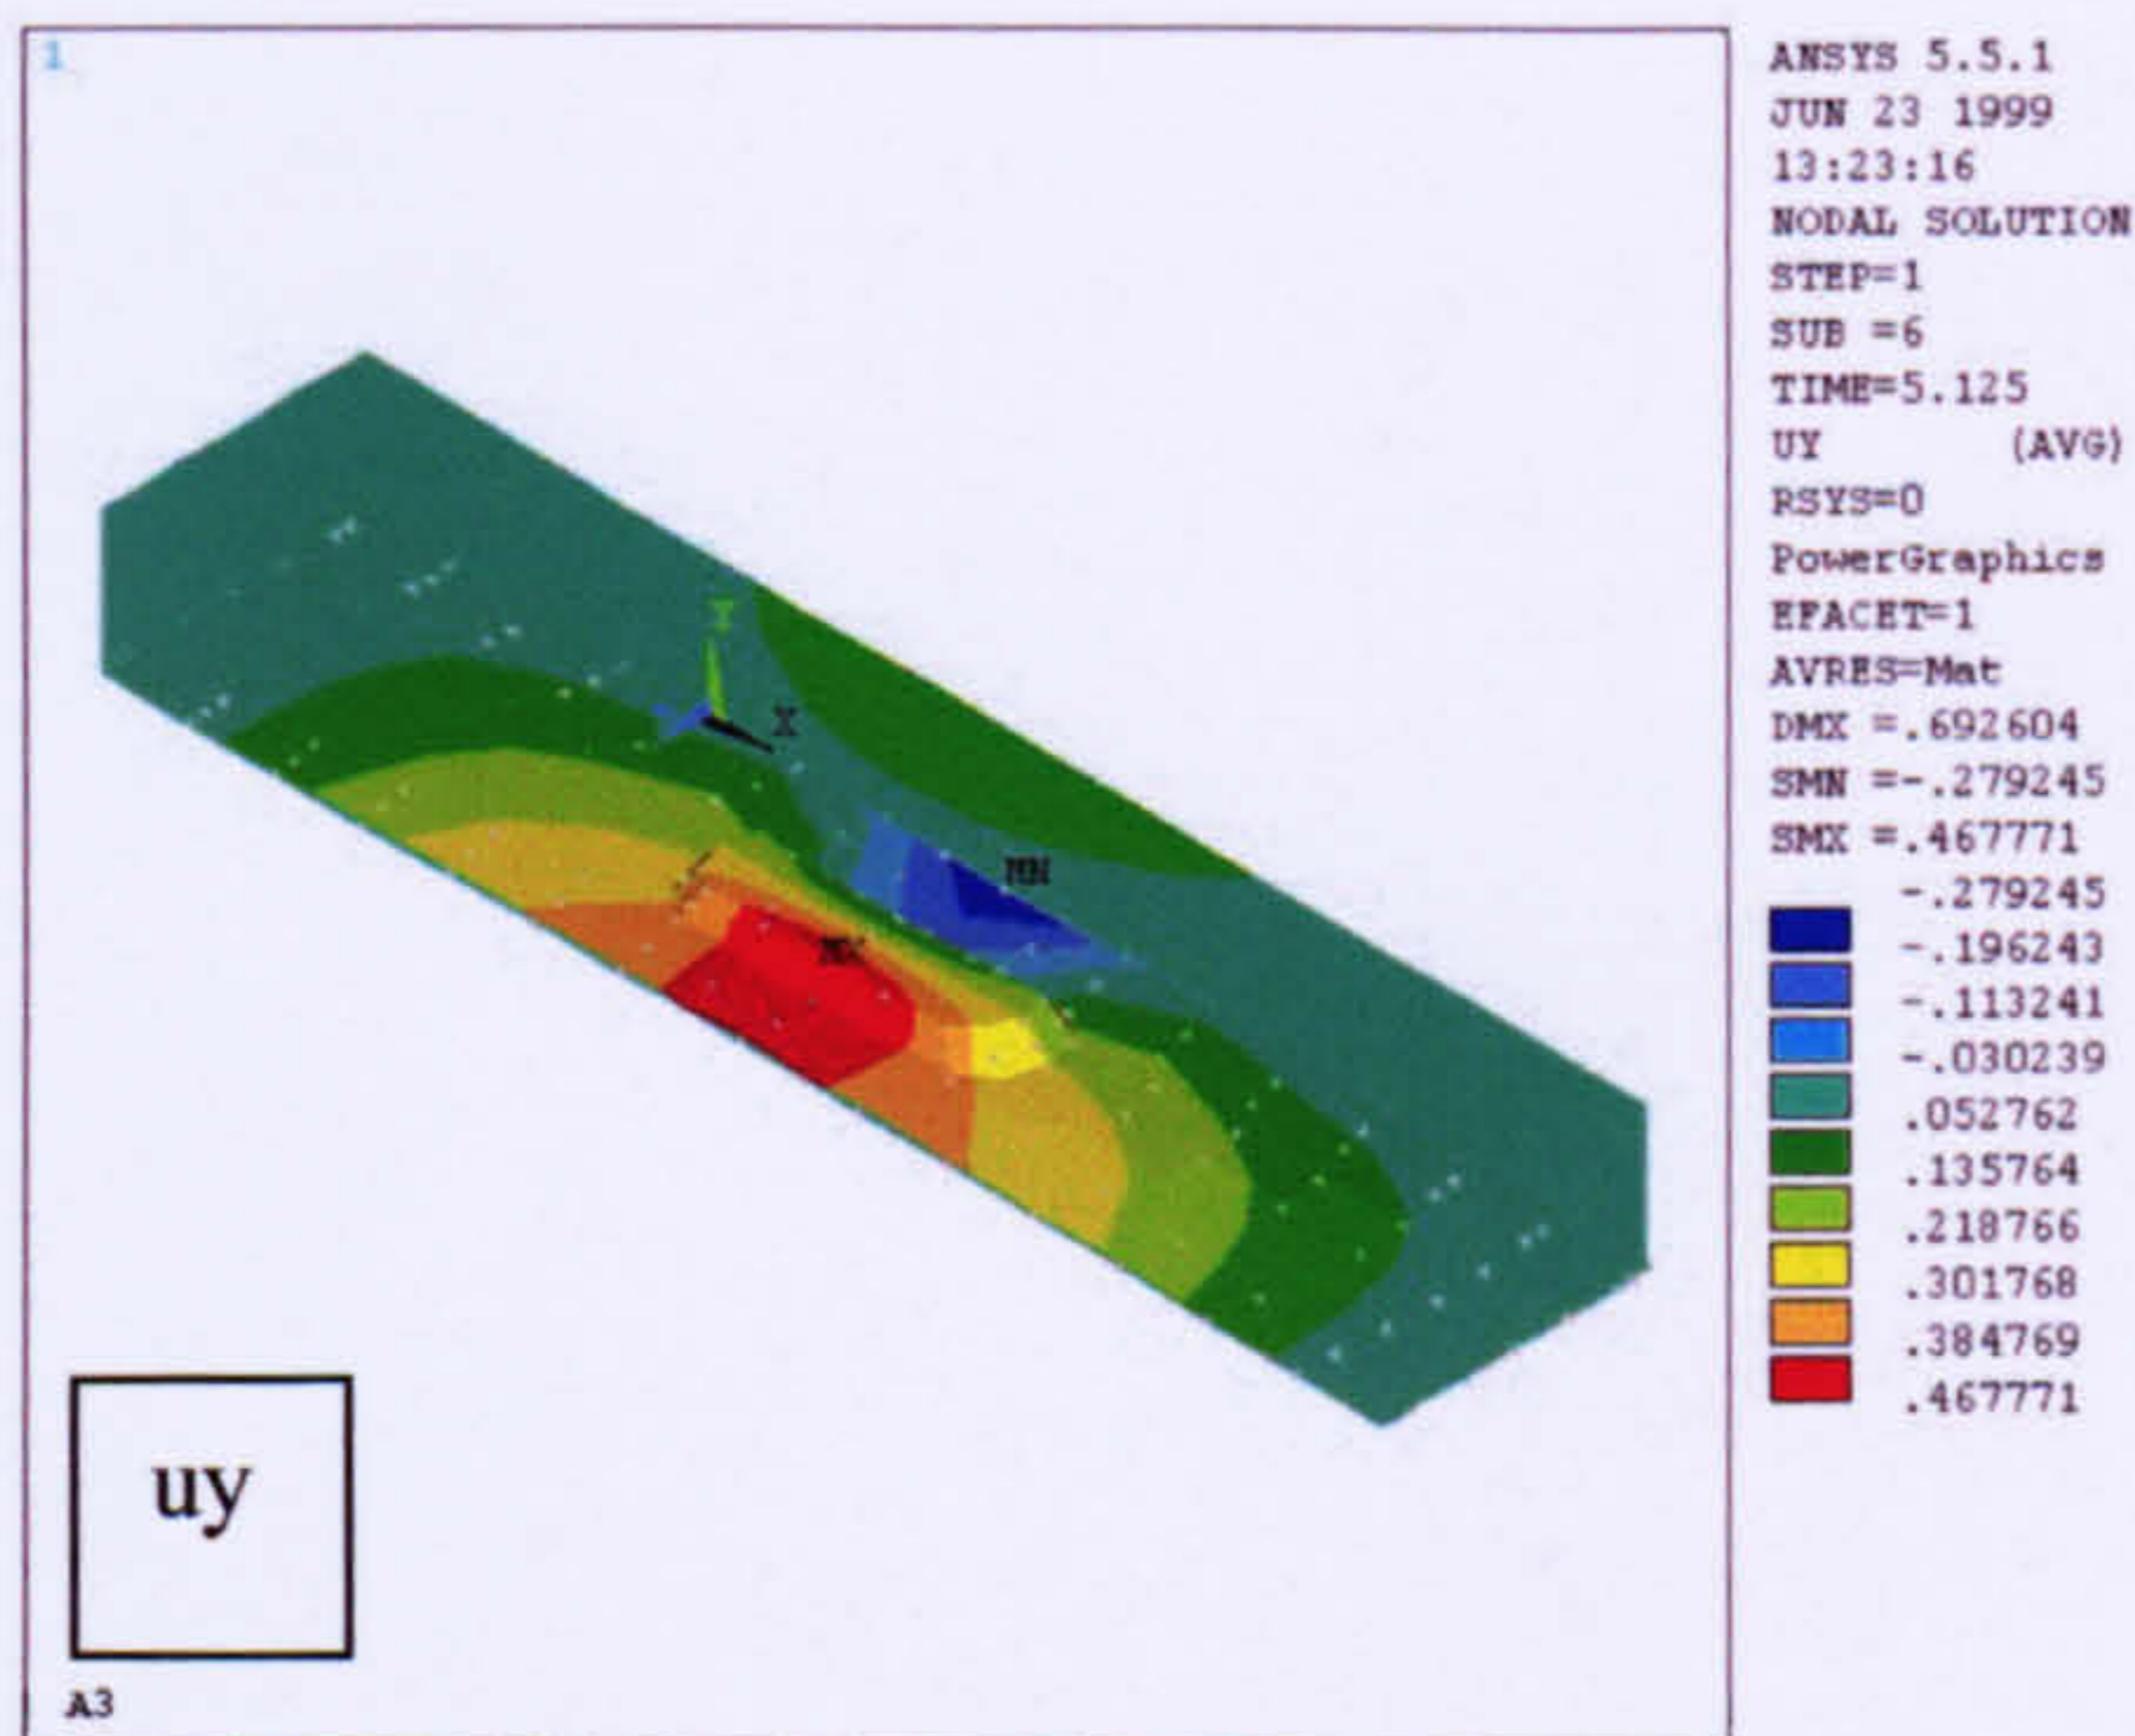 1
ANSYS 5.5.1
JUN 23 1999
13:23:16
NODAL SOLUTION
STEP=1
SUB =6
TIME=5.125
UY (AVG)
RSYS=0
PowerGraphics
EFACET=1
AVRES=Mat
DMX =.692604
SMN =-.279245
SMX =.467771
-.279245
-.196243
-.113241
-.030239
.052762
.135764
.218766
.301768
.384769
.467771
Y
X
MN
MX
uy
A3